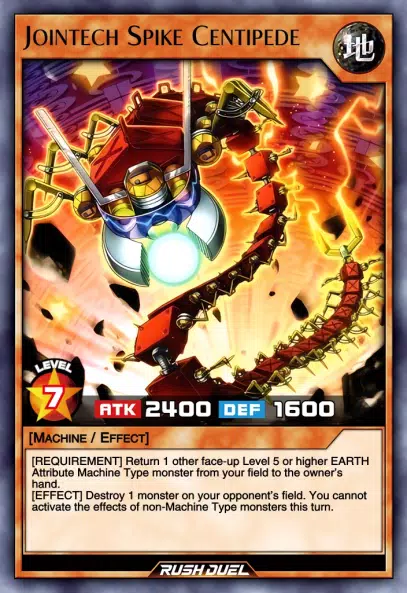 JOINTECH SPIKE CENTIPEDE
地
LEVEL
7
ATK 2400 DEF 1600
[MACHINE / EFFECT]
[REQUIREMENT] Return 1 other face-up Level 5 or higher EARTH
Attribute Machine Type monster from your field to the owner's
hand.
[EFFECT] Destroy 1 monster on your opponent's field. You cannot
activate the effects of non-Machine Type monsters this turn.
RUSH DUEL